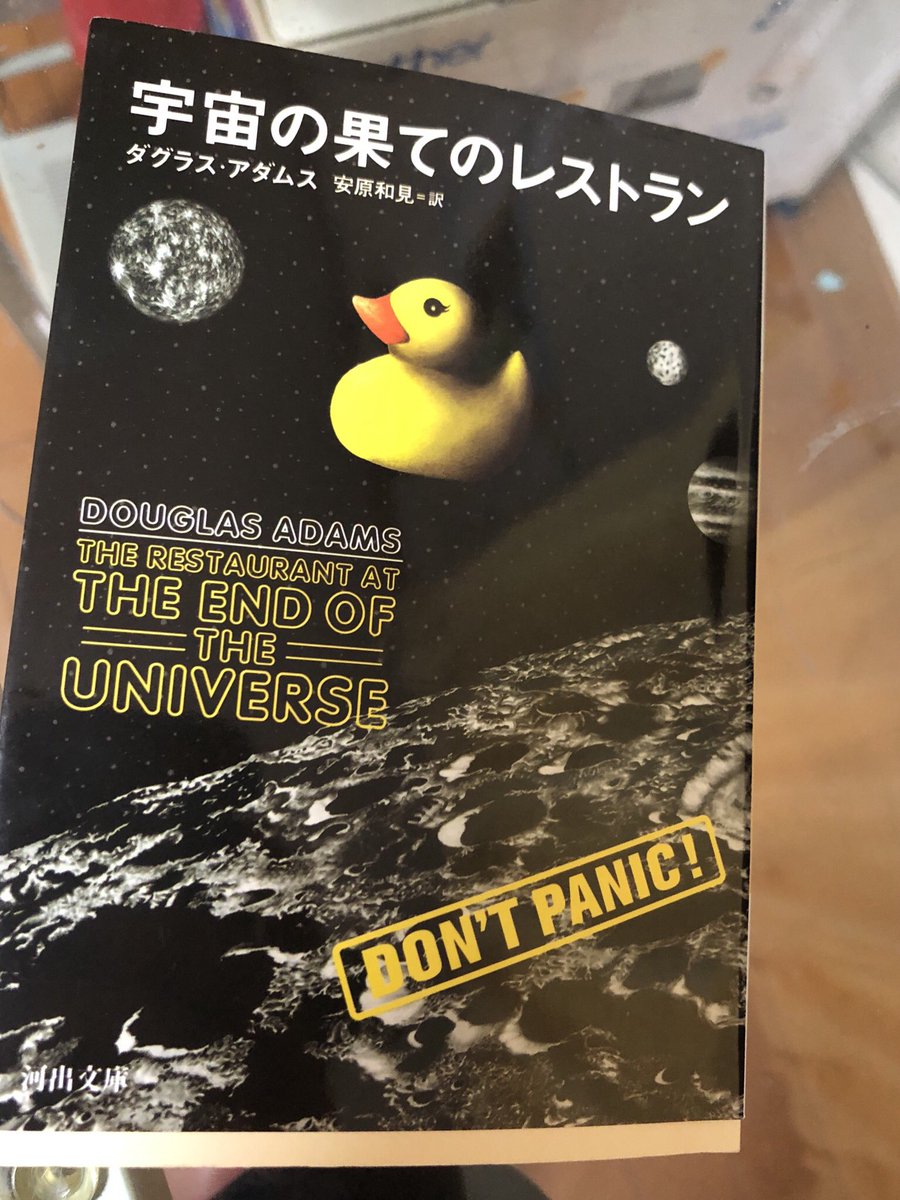 宇宙の果てのレストラン
ダグラス・アダムス 安原和見=訳
DOUGLAS ADAMS
THE RESTAURANT AT
THE END OF
THE
UNIVERSE
DON'T PANIC!
河出文庫